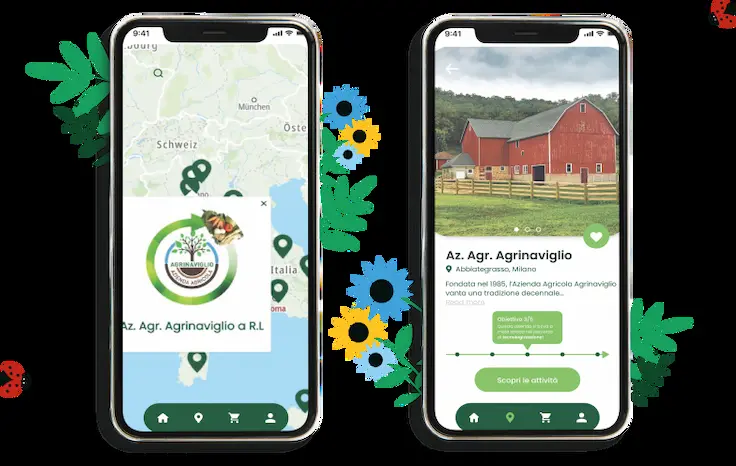 9:41
bourg
München
Öste
Schweiz
AGRINAVIGLIO
AZIENDA AGRICOLA
Italia
oma
Az. Agr. Agrinaviglio a R.L
9:41
Az. Agr. Agrinaviglio
Abbiategrasso, Milano
Fondata nel 1985, l'Azienda Agricola Agrinaviglio
vanta una tradizione decennale...
Read more
Obiettivo 3/5
Scopri le attività